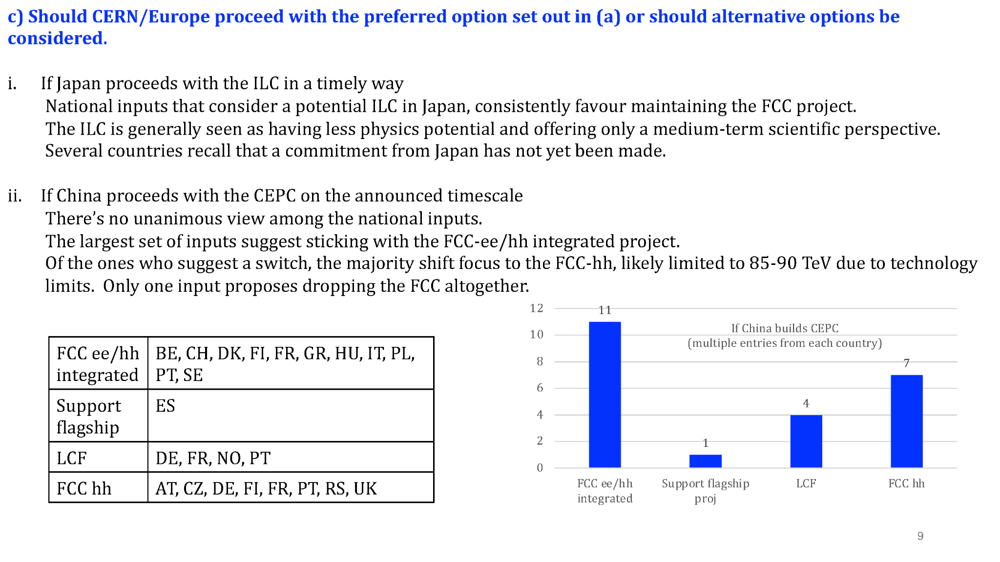 c) Should CERN/Europe proceed with the preferred option set out in (a) or should alternative options be
considered.
i. If Japan proceeds with the ILC in a timely way
National inputs that consider a potential ILC in Japan, consistently favour maintaining the FCC project.
The ILC is generally seen as having less physics potential and offering only a medium-term scientific perspective.
Several countries recall that a commitment from Japan has not yet been made.
ii. If China proceeds with the CEPC on the announced timescale
There’s no unanimous view among the national inputs.
The largest set of inputs suggest sticking with the FCC-ee/hh integrated project.
Of the ones who suggest a switch, the majority shift focus to the FCC-hh, likely limited to 85-90 TeV due to technology
limits. Only one input proposes dropping the FCC altogether.
FCC ee/hh
integrated
BE, CH, DK, FI, FR, GR, HU, IT, PL,
PT, SE
Support
flagship
ES
LCF
DE, FR, NO, PT
FCC hh
AT, CZ, DE, FI, FR, PT, RS, UK
If China builds CEPC
(multiple entries from each country)
12
10
8
6
4
2
0
11
1
4
7
FCC ee/hh
integrated
Support flagship
proj
LCF
FCC hh
9